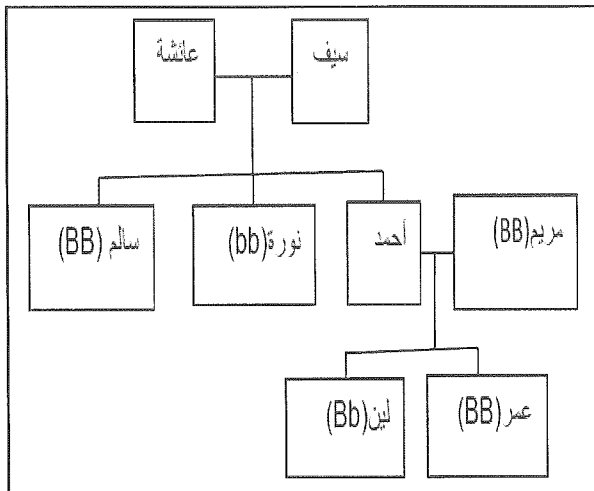 سيف
عائشة
مريم (BB)
أحمد
نورة (bb)
سالم (BB)
عمر (BB)
لين (Bb)